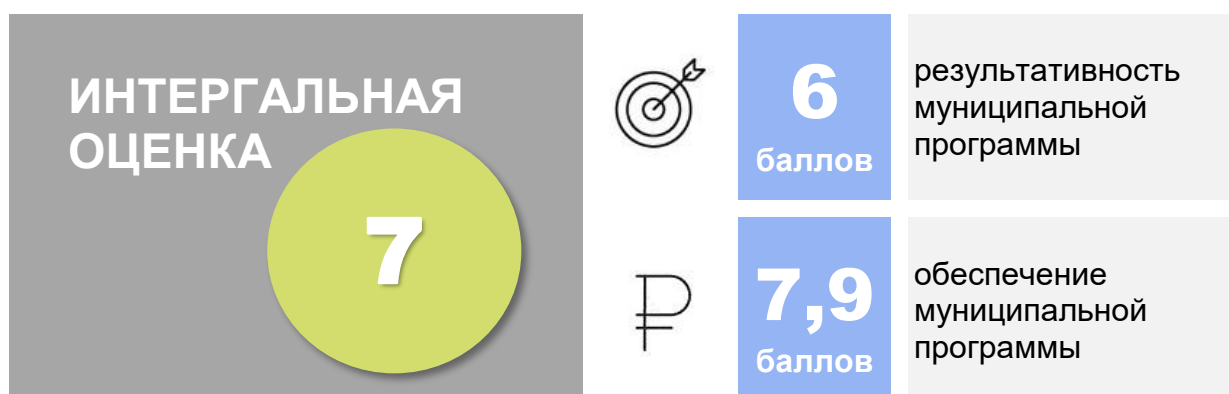 ИНТЕРГАЛЬНАЯ
ОЦЕНКА
7
6
баллов
результативность
муниципальной
программы
7,9
баллов
обеспечение
муниципальной
программы